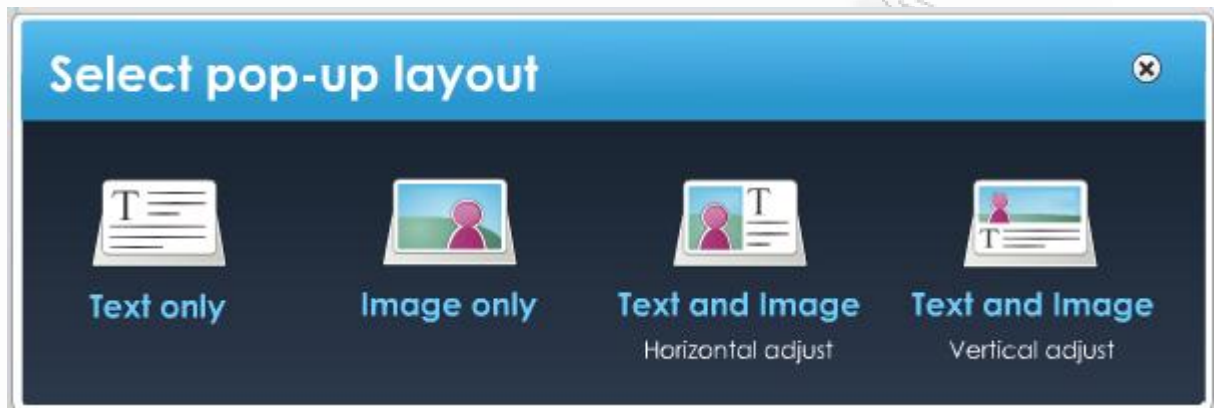 Select pop-up layout
T
T
T
T
Text only
Image only
Text and Image
Text and Image
Horizontal adjust
Vertical adjust